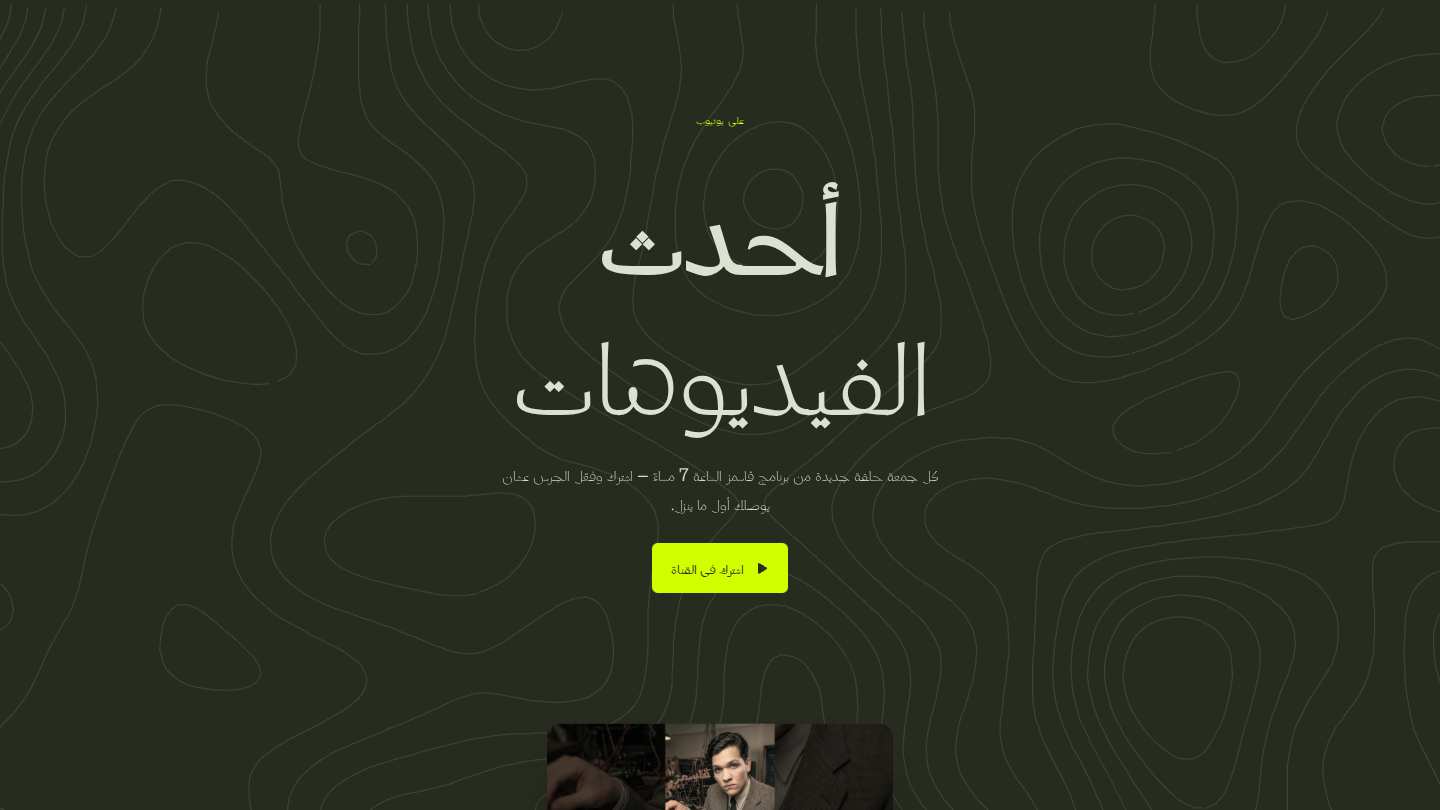 على يوتيوب
أحدث
الفيديوهات
كل جمعة حلقة جديدة من برنامج قاسمز الساعة 7 مساءً — اشترك وفعّل الجرس عشان
يوصلك أول ما ينزل.
اشترك في القناة